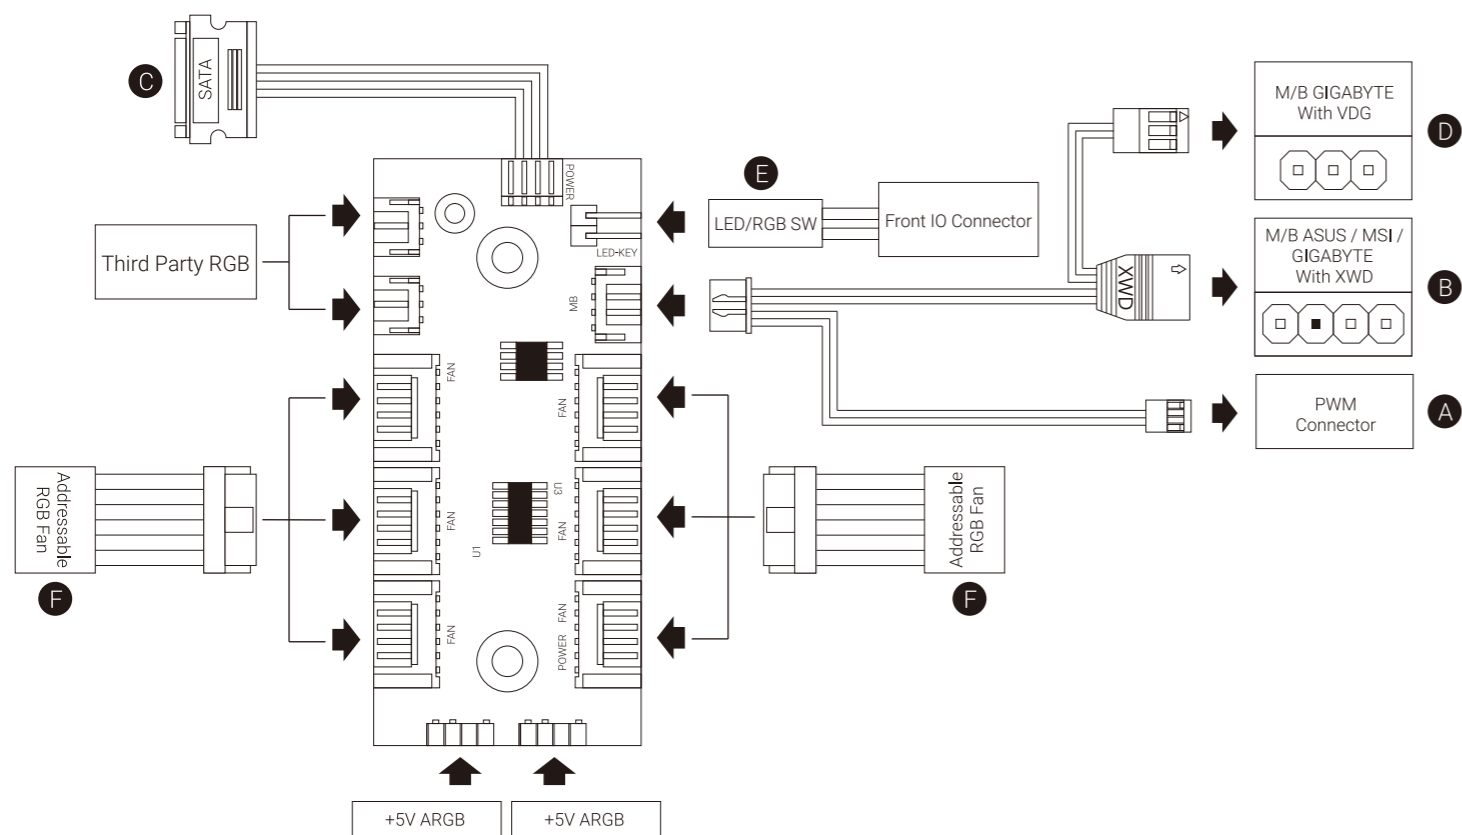 C
SATA
POWER
E
LED/RGB SW
Front IO Connector
M/B GIGABYTE
With VDG
D
Third Party RGB
LED-KEY
MB
XWD
M/B ASUS / MSI /
GIGABYTE
With XWD
B
FAN
FAN
PWM
Connector
A
Addressable
RGB Fan
F
FAN
U1
U3
FAN
Addressable
RGB Fan
F
FAN
FAN
POWER
+5V ARGB
+5V ARGB